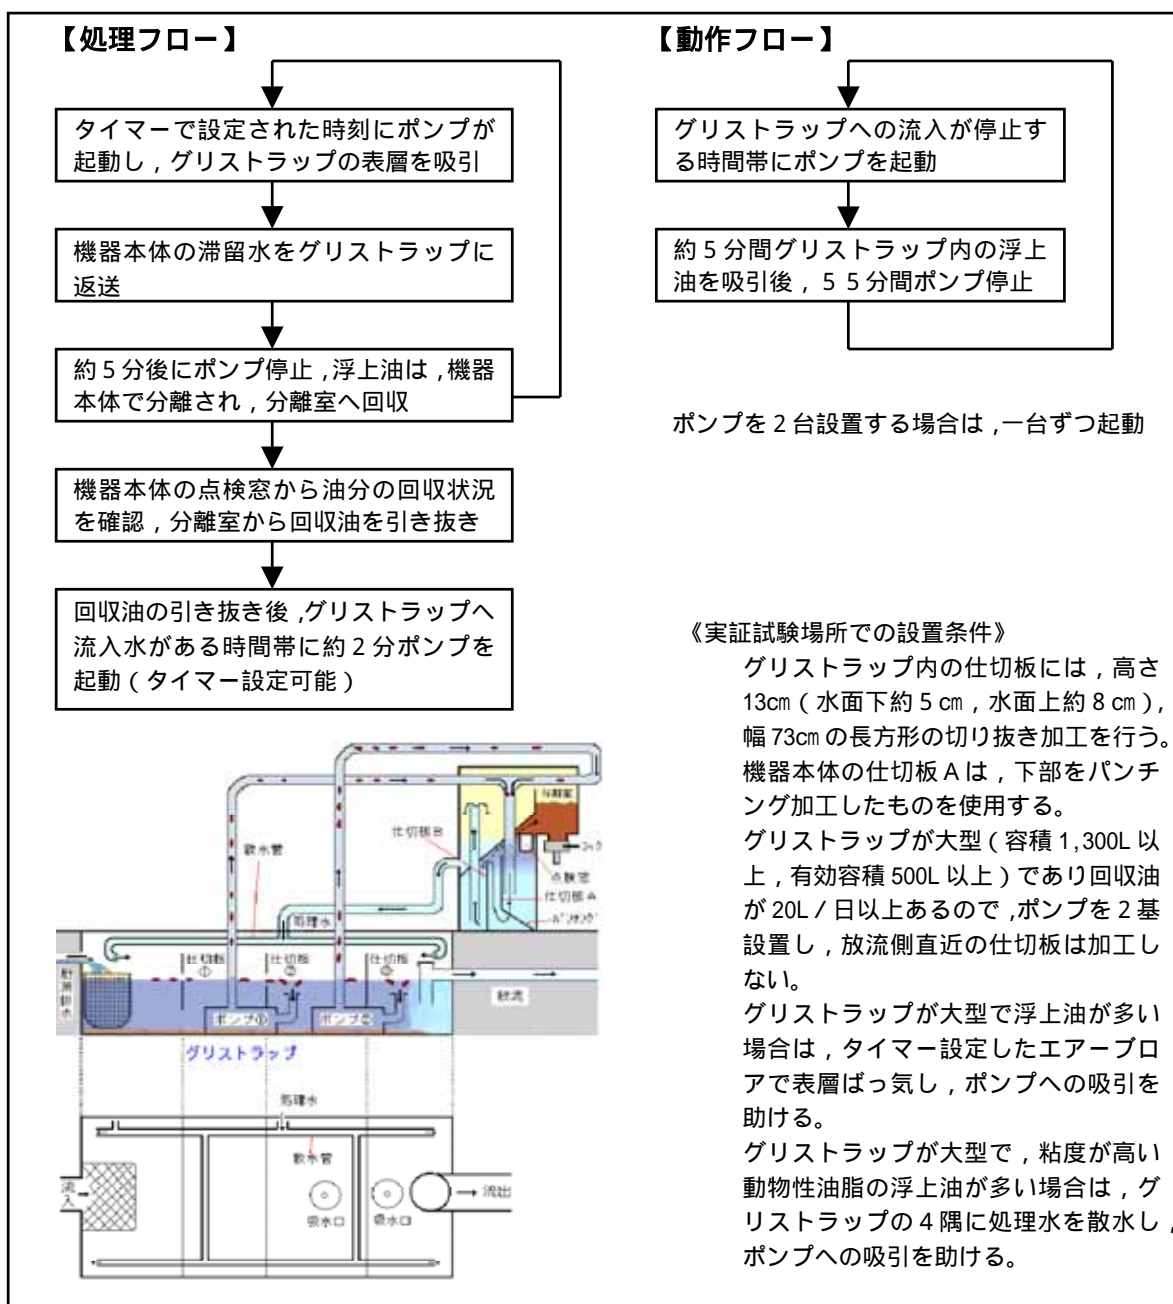 【処理フロー】
タイマーで設定された時刻にポンプが
起動し，グリストラップの表層を吸引
機器本体の滞留水をグリストラップに
返送
約５分後にポンプ停止，浮上油は，機器
本体で分離され，分離室へ回収
機器本体の点検窓から油分の回収状況
を確認，分離室から回収油を引き抜き
回収油の引き抜き後，グリストラップへ
流入水がある時間帯に約２分ポンプを
起動（タイマー設定可能）
【動作フロー】
グリストラップへの流入が停止す
る時間帯にポンプを起動
約５分間グリストラップ内の浮上
油を吸引後，５５分間ポンプ停止
ポンプを２台設置する場合は，一台ずつ起動
《実証試験場所での設置条件》
グリストラップ内の仕切板には，高さ
13㎝（水面下約５㎝，水面上約８㎝），
幅73㎝の長方形の切り抜き加工を行う。
機器本体の仕切板Ａは，下部をパンチ
ング加工したものを使用する。
グリストラップが大型（容積1,300L以
上，有効容積500L以上）であり回収油
が20L／日以上あるので，ポンプを２基
設置し，放流側直近の仕切板は加工し
ない。
グリストラップが大型で浮上油が多い
場合は，タイマー設定したエアーブロ
アで表層ばっ気し，ポンプへの吸引を
助ける。
グリストラップが大型で，粘度が高い
動物性油脂の浮上油が多い場合は，グ
リストラップの４隅に処理水を散水し，
ポンプへの吸引を助ける。
分離室
仕切板B
コック
散水管
点検窓
仕切板A
パンチング
処理水
仕切板
①
仕切板
②
仕切板
③
厨房排水
ポンプ①
ポンプ②
放流
グリストラップ
処理水
散水管
流入
吸水口
吸水口
流出